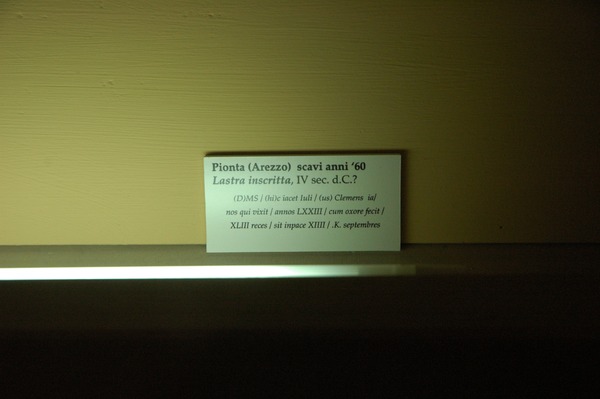 Pionta (Arezzo) scavi anni '60
Lastra inscritta, IV sec. d.C.?
(D)MS / (hi)c iacet Iuli / (us) Clemens ia/
nos qui vixit / annos LXXIII / cum oxore fecit /
XLIII reces / sit inpace XIIII / .K. septembres